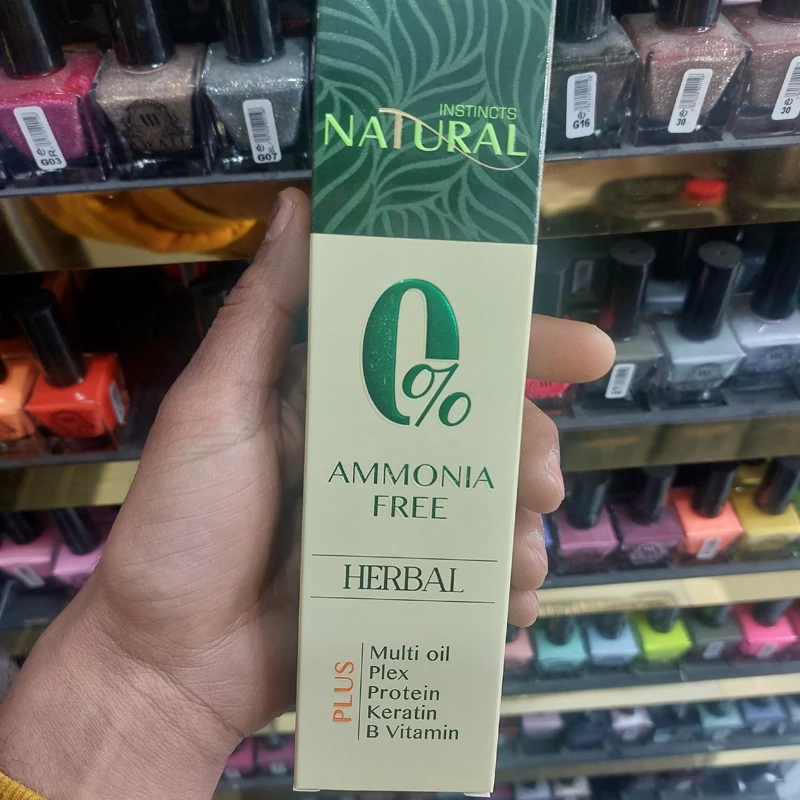 INSTINCTS
NATURAL
0%
AMMONIA
FREE
HERBAL
PLUS
Multi oil
Plex
Protein
Keratin
B Vitamin
G03
G07
G16
30
30